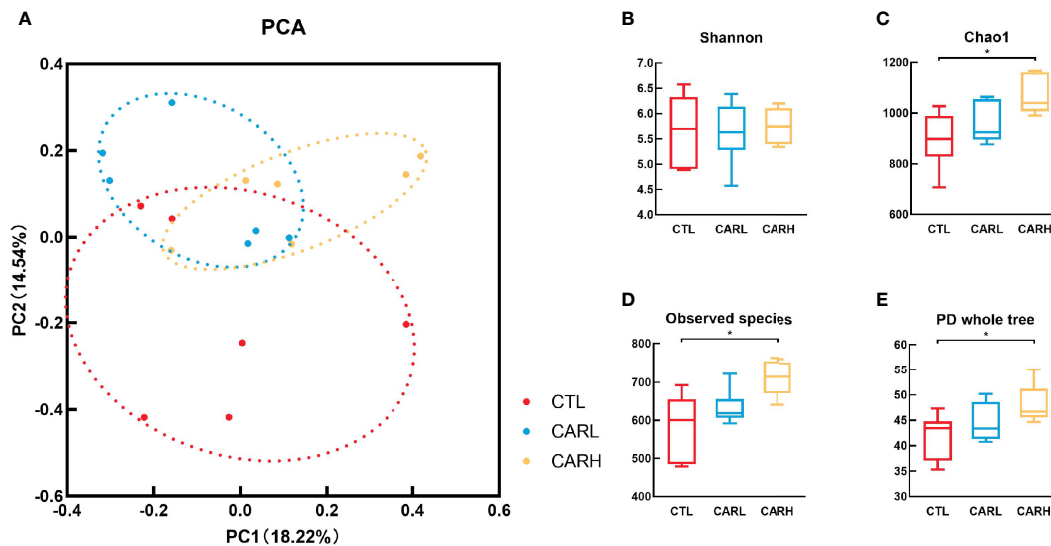 A
PCA
0.4
0.2
0.0
-0.2
-0.4
-0.6
-0.4
-0.2
0.0
0.2
0.4
0.6
PC2(14.54%)
PC1(18.22%)
CTL
CARL
CARH
B
Shannon
6.5
7.0
6.0
5.5
5.0
4.5
4.0
CTL
CARL
CARH
C
Chao1
*
1200
1000
800
600
CTL
CARL
CARH
D
Observed species
*
800
700
600
500
400
CTL
CARL
CARH
E
PD whole tree
*
60
55
50
45
40
35
30
CTL
CARL
CARH